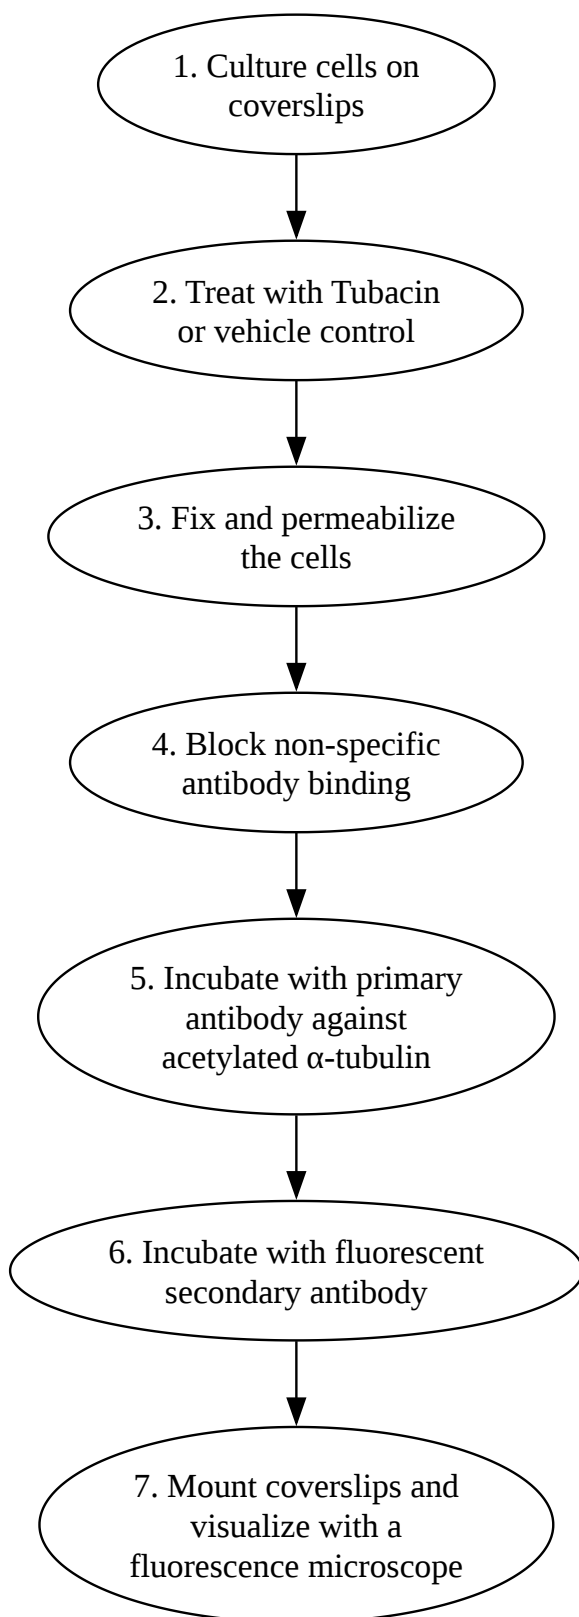 1. Culture cells on
coverslips
2. Treat with Tubacin
or vehicle control
3. Fix and permeabilize
the cells
4. Block non-specific
antibody binding
5. Incubate with primary
antibody against
acetylated α-tubulin
6. Incubate with fluorescent
secondary antibody
7. Mount coverslips and
visualize with a
fluorescence microscope